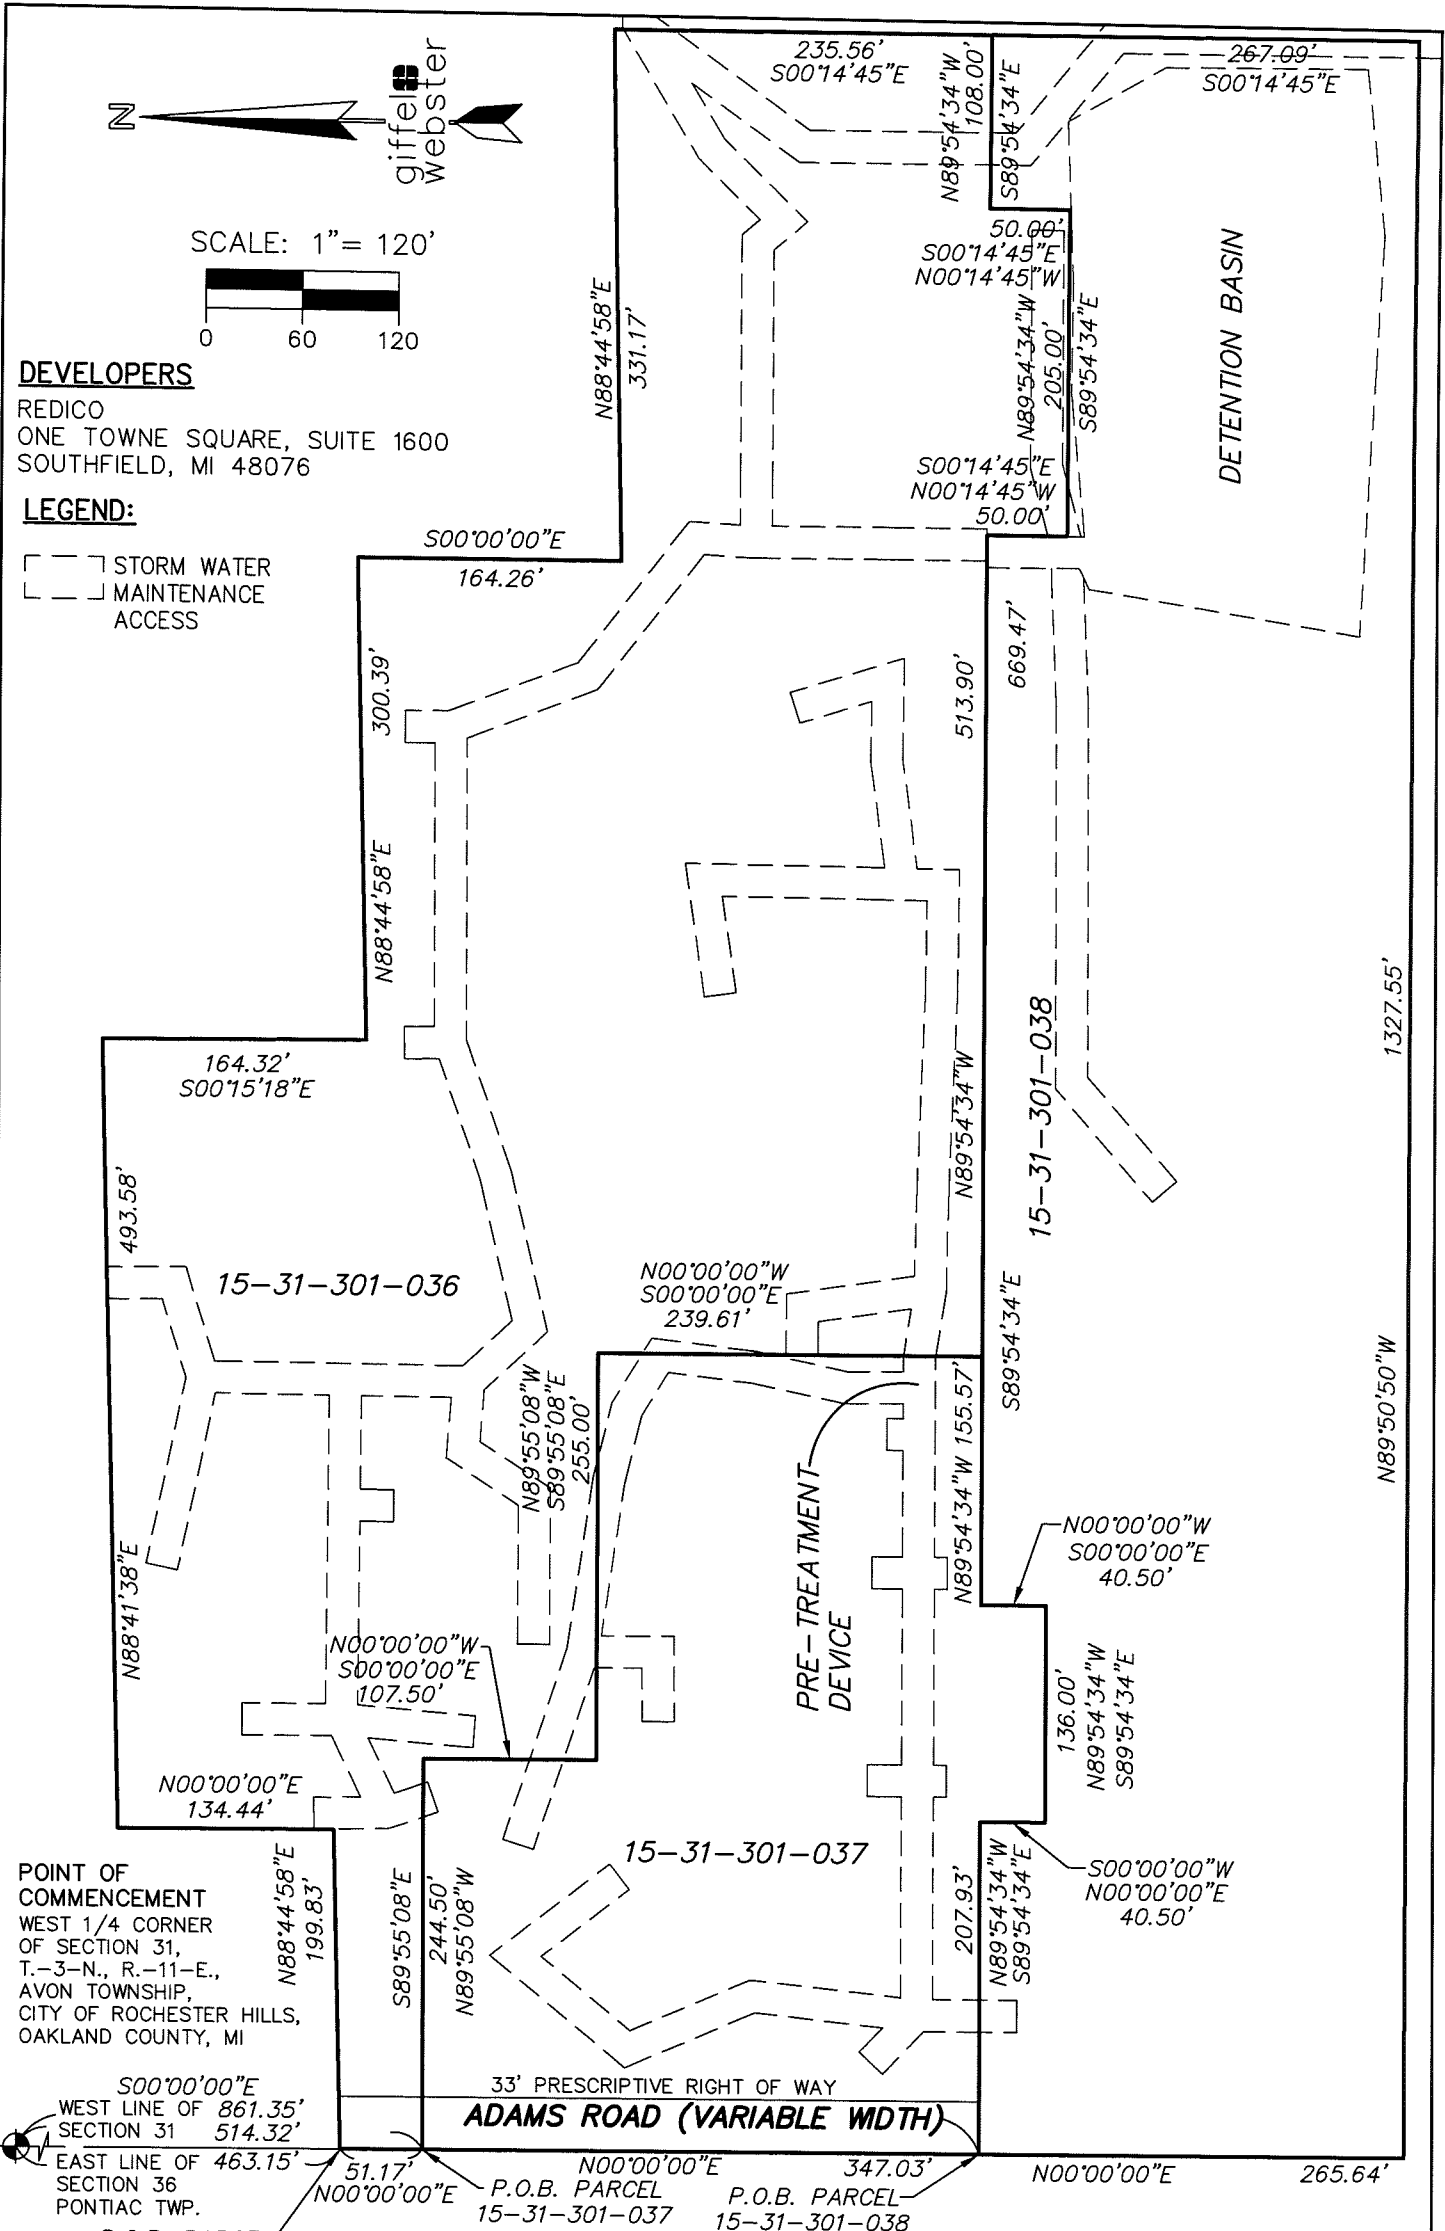 N
giffels
webster
SCALE: 1"= 120'
0 60 120
DEVELOPERS
REDICO
ONE TOWNE SQUARE, SUITE 1600
SOUTHFIELD, MI 48076
LEGEND:
STORM WATER
MAINTENANCE
ACCESS
235.56'
S00°14'45"E
N89°54'34"W
108.00'
S89°54'34"E
267.09'
S00°14'45"E
50.00'
S00°14'45"E
N00°14'45"W
N88°44'58"E
331.17'
N89°54'34"W
205.00'
S89°54'34"E
DETENTION BASIN
S00°14'45"E
N00°14'45"W
50.00'
S00°00'00"E
164.26'
300.39'
N88°44'58"E
513.90'
669.47'
N89°54'34"W
15-31-301-038
1327.55'
N89°50'50"W
164.32'
S00°15'18"E
493.58'
N88°41'38"E
15-31-301-036
N00°00'00"W
S00°00'00"E
239.61'
S89°54'34"E
N89°55'08"W
S89°55'08"E
255.00'
N89°54'34"W 155.57'
PRE-TREATMENT
DEVICE
N00°00'00"W
S00°00'00"E
40.50'
N00°00'00"W
S00°00'00"E
107.50'
136.00'
N89°54'34"W
S89°54'34"E
N00°00'00"E
134.44'
15-31-301-037
S00°00'00"W
N00°00'00"E
40.50'
N88°44'58"E
199.83'
S89°55'08"E
244.50'
N89°55'08"W
207.93'
N89°54'34"W
S89°54'34"E
POINT OF
COMMENCEMENT
WEST 1/4 CORNER
OF SECTION 31,
T.-3-N., R.-11-E.,
AVON TOWNSHIP,
CITY OF ROCHESTER HILLS,
OAKLAND COUNTY, MI
33' PRESCRIPTIVE RIGHT OF WAY
ADAMS ROAD (VARIABLE WIDTH)
S00°00'00"E
WEST LINE OF 861.35'
SECTION 31 514.32'
EAST LINE OF 463.15'
SECTION 36
PONTIAC TWP.
51.17'
N00°00'00"E
N00°00'00"E 347.03'
P.O.B. PARCEL
15-31-301-037
P.O.B. PARCEL
15-31-301-038
N00°00'00"E 265.64'